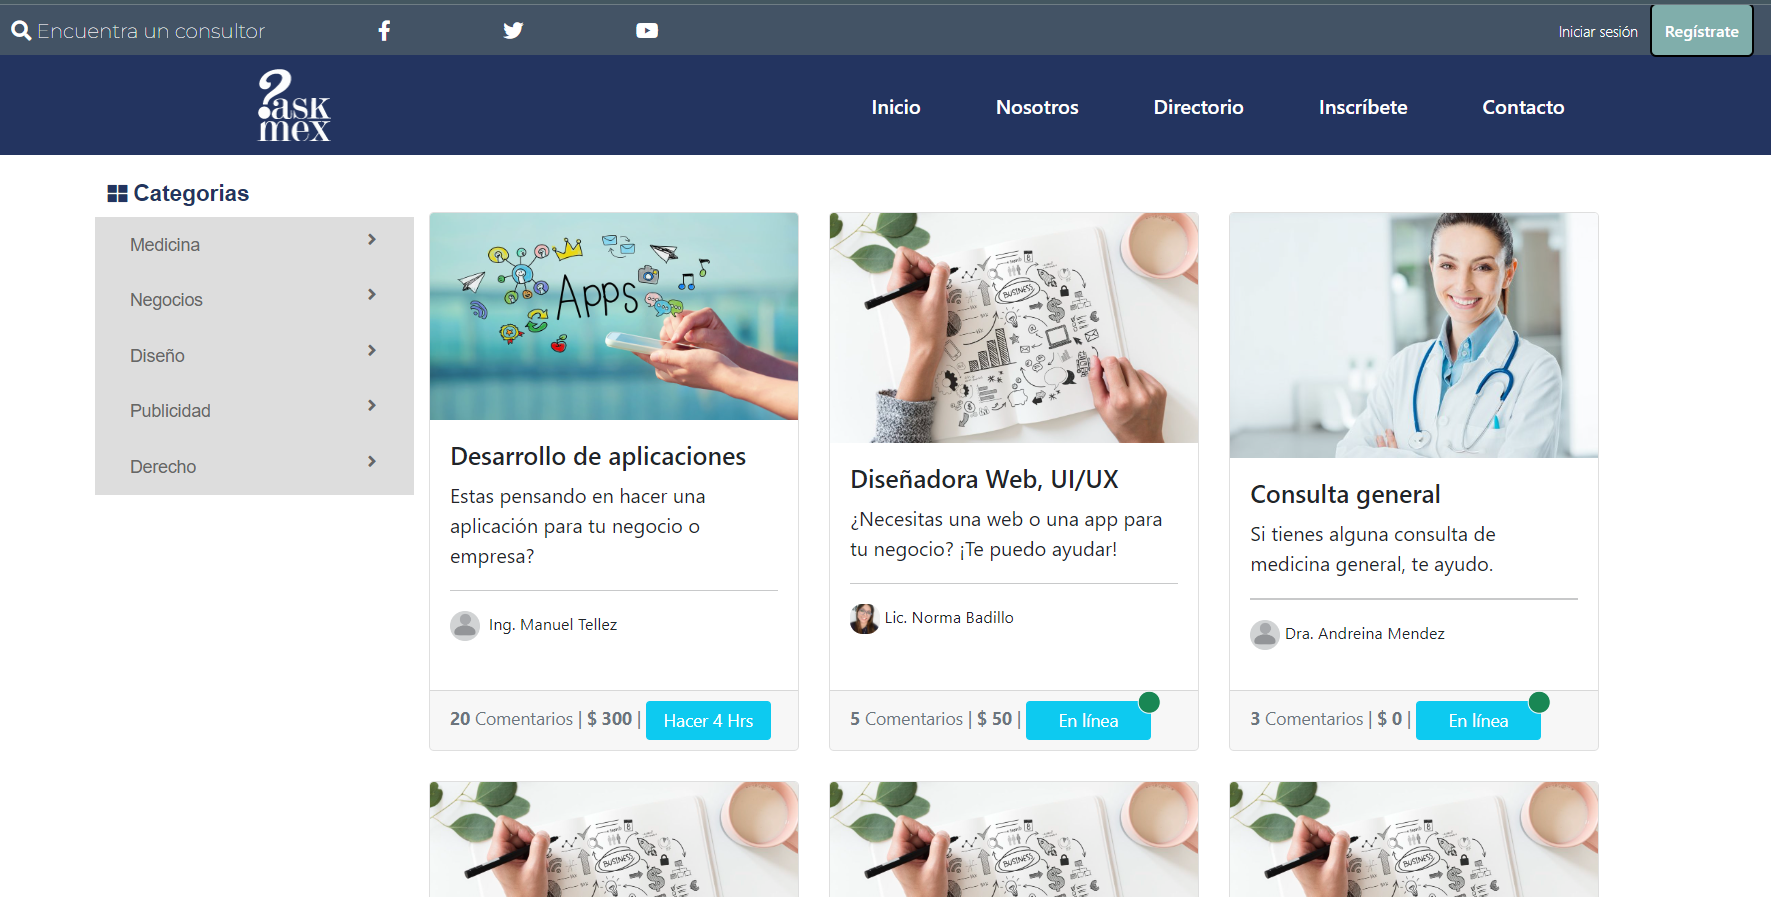 Encuentra un consultor
Iniciar sesión
Regístrate
?ask
mex
Inicio
Nosotros
Directorio
Inscríbete
Contacto
Categorias
Medicina
Negocios
Diseño
Publicidad
Derecho
Apps
Desarrollo de aplicaciones
Estas pensando en hacer una
aplicación para tu negocio o
empresa?
Ing. Manuel Tellez
20 Comentarios | $ 300 | Hacer 4 Hrs
BUSINESS
Diseñadora Web, UI/UX
¿Necesitas una web o una app para
tu negocio? ¡Te puedo ayudar!
Lic. Norma Badillo
5 Comentarios | $ 50 | En línea
Consulta general
Si tienes alguna consulta de
medicina general, te ayudo.
Dra. Andreina Mendez
3 Comentarios | $ 0 | En línea
BUSINESS
BUSINESS
BUSINESS